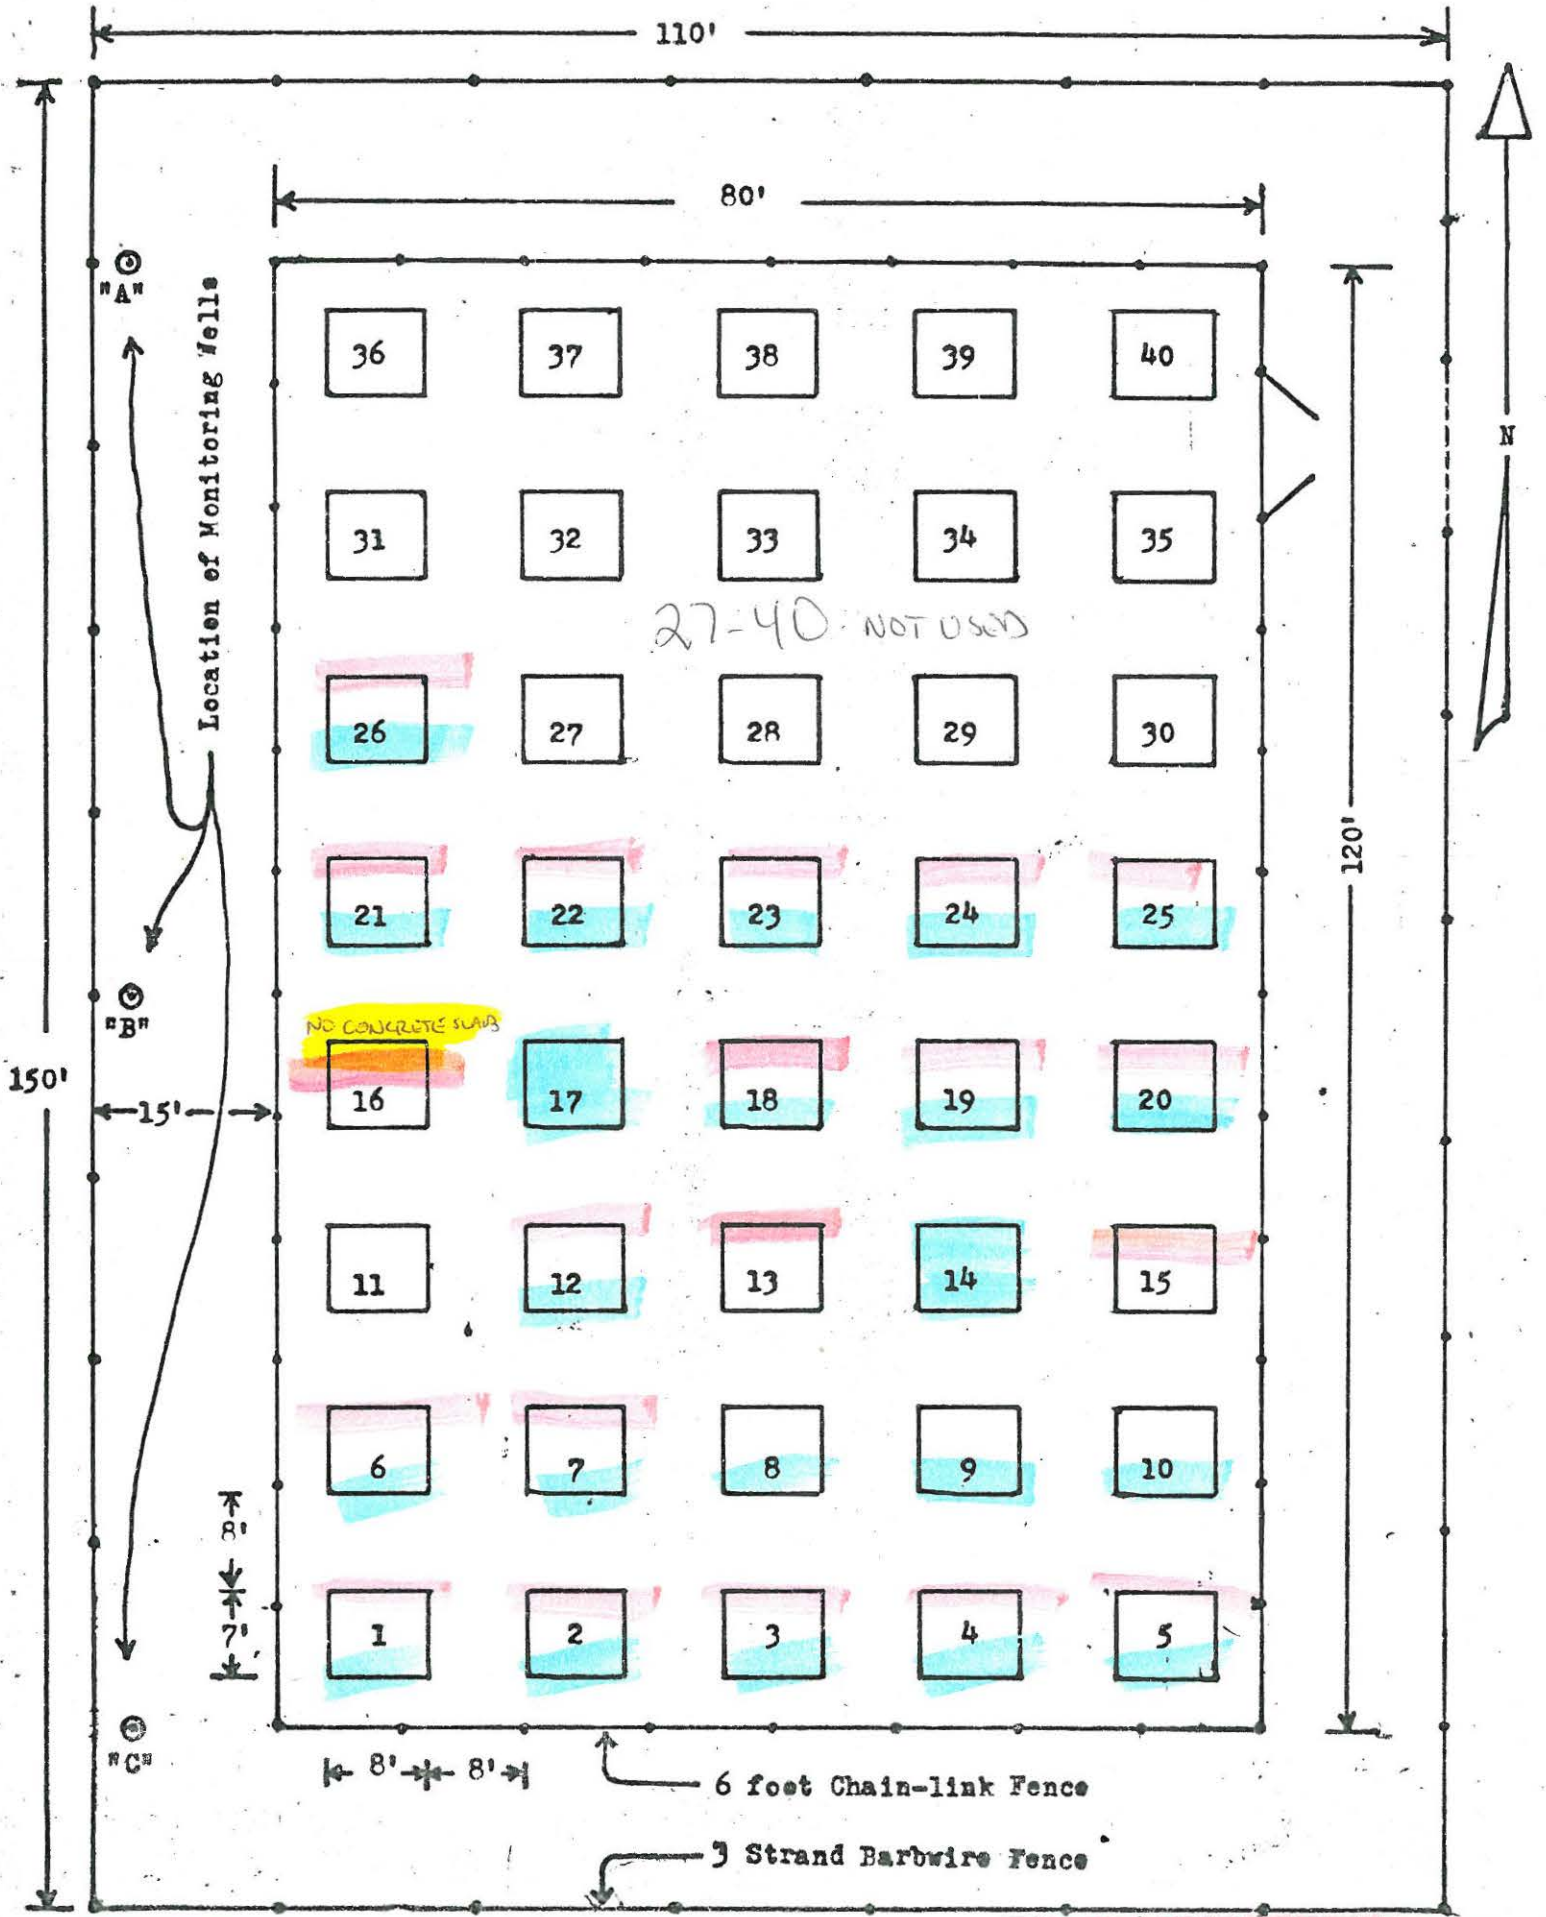 110'
80'
"A"
Location of Monitoring Wells
36 37 38 39 40
N
31 32 33 34 35
27-40 NOT USED
26 27 28 29 30
120'
21 22 23 24 25
"B"
NO CONCRETE SLAB
150'
15'
16 17 18 19 20
11 12 13 14 15
6 7 8 9 10
8'
7'
1 2 3 4 5
"C"
8' 8'
6 foot Chain-link Fence
3 Strand Barbwire Fence